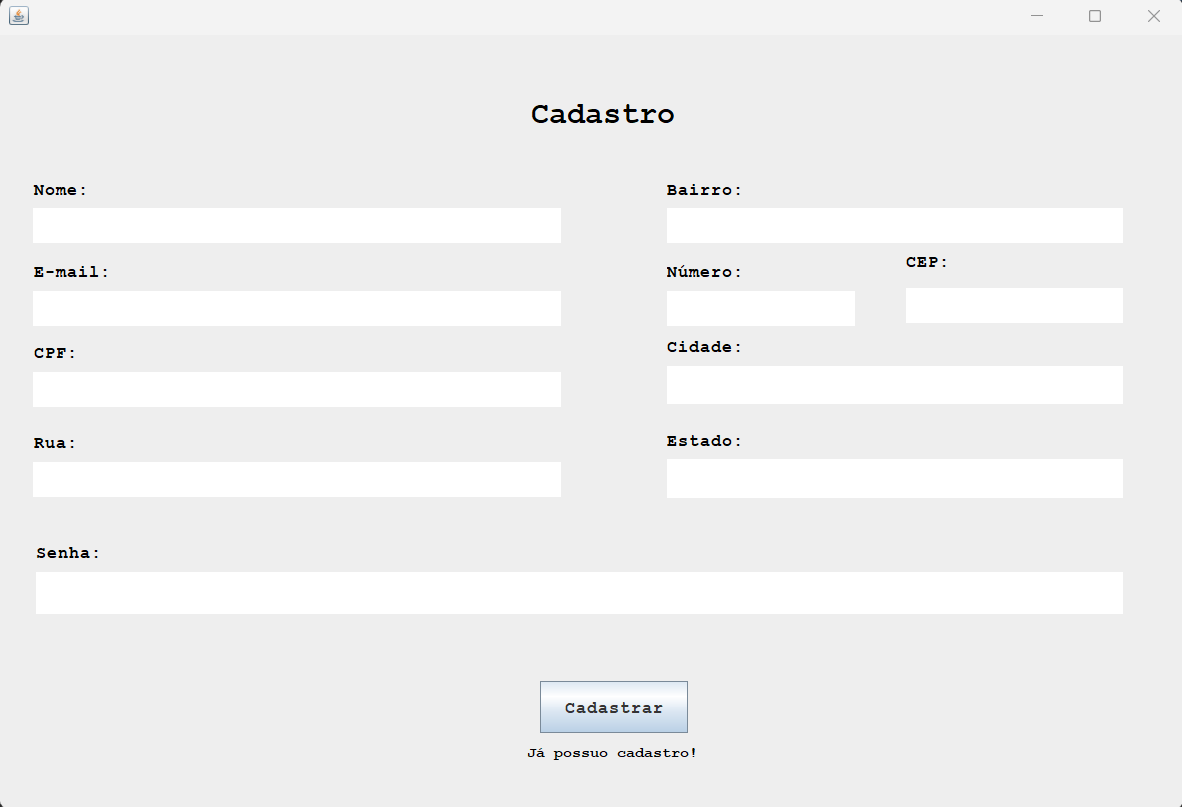 Cadastro
Nome:
Bairro:
E-mail:
Número:
CEP:
CPF:
Cidade:
Rua:
Estado:
Senha:
Cadastrar
Já possuo cadastro!